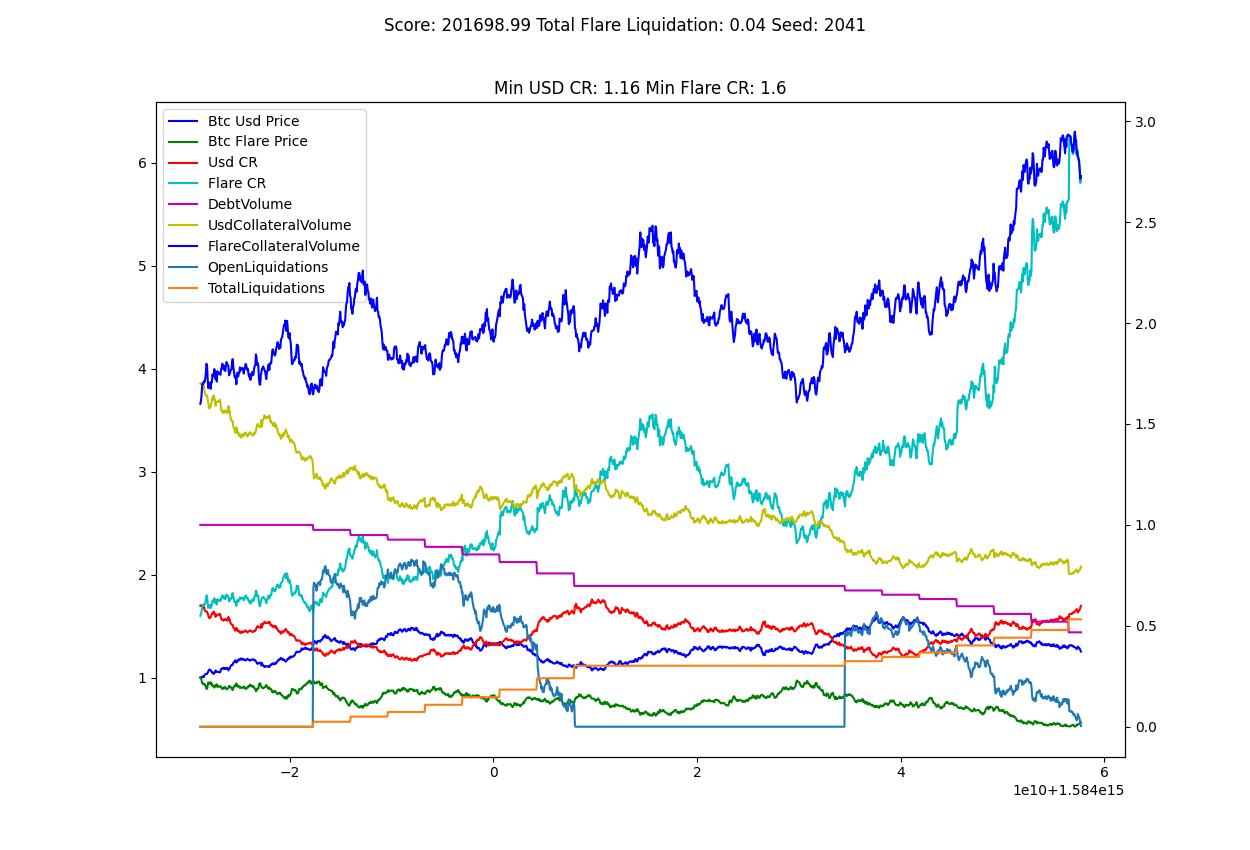 Score: 201698.99 Total Flare Liquidation: 0.04 Seed: 2041
Min USD CR: 1.16 Min Flare CR: 1.6
Btc Usd Price
Btc Flare Price
Usd CR
Flare CR
DebtVolume
UsdCollateralVolume
FlareCollateralVolume
OpenLiquidations
TotalLiquidations
6
5
4
3
2
1
3.0
2.5
2.0
1.5
1.0
0.5
0.0
−2
0
2
4
6
1e10+1.584e15